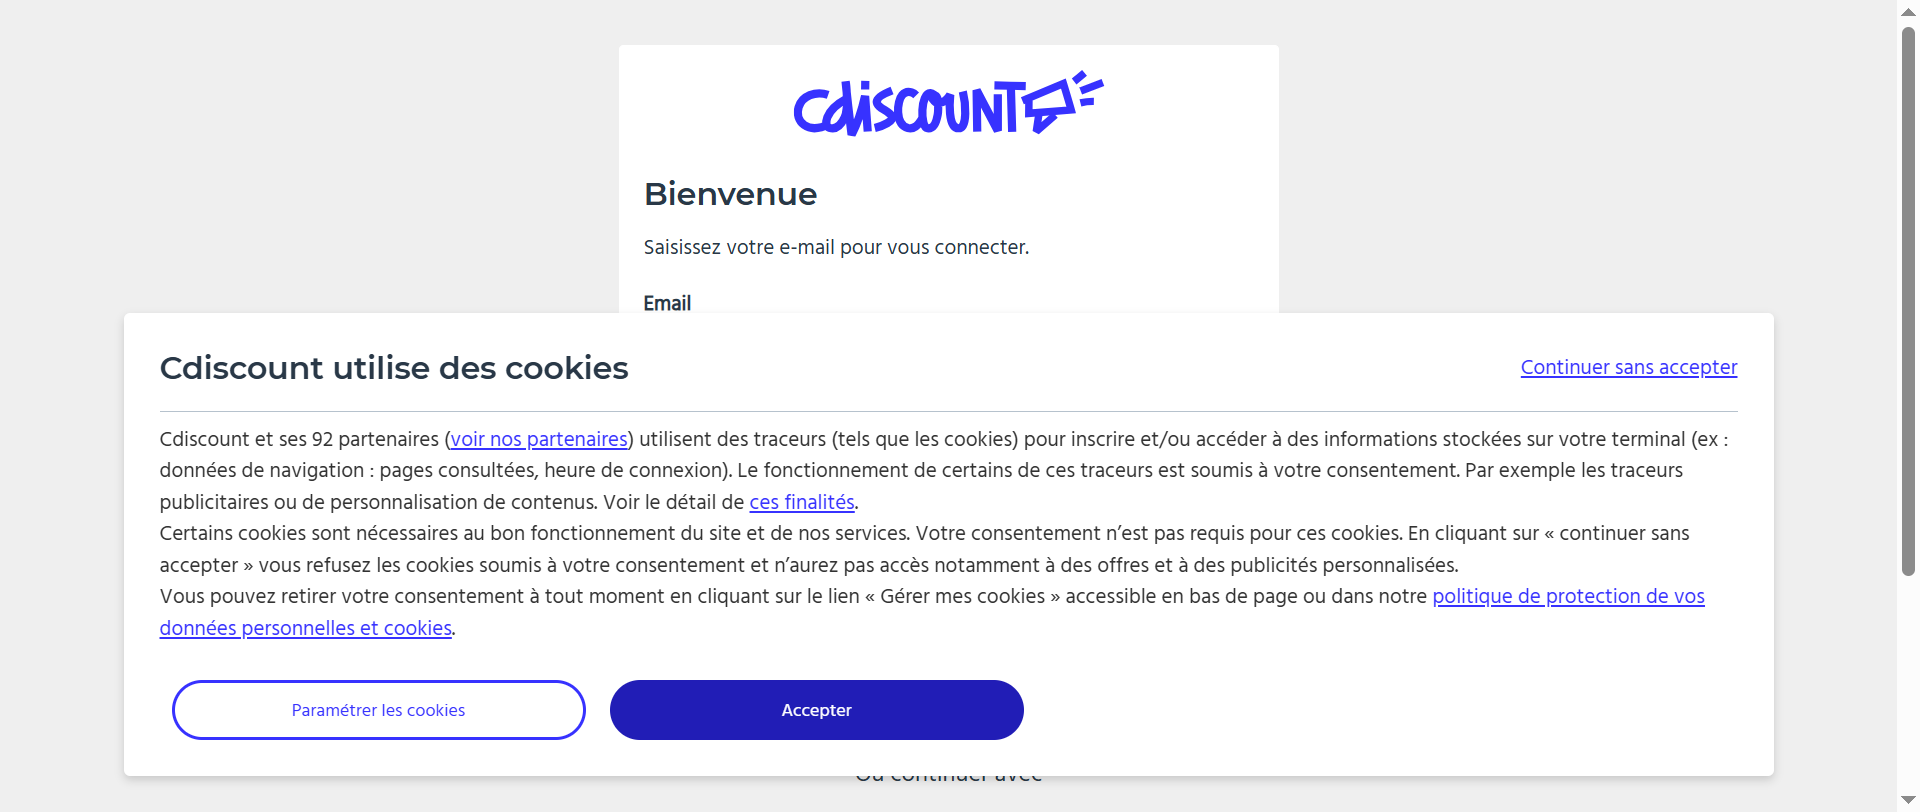 Cdiscount
Bienvenue
Saisissez votre e-mail pour vous connecter.
Email
Cdiscount utilise des cookies
Continuer sans accepter
Cdiscount et ses 92 partenaires (voir nos partenaires) utilisent des traceurs (tels que les cookies) pour inscrire et/ou accéder à des informations stockées sur votre terminal (ex :
données de navigation : pages consultées, heure de connexion). Le fonctionnement de certains de ces traceurs est soumis à votre consentement. Par exemple les traceurs
publicitaires ou de personnalisation de contenus. Voir le détail de ces finalités.
Certains cookies sont nécessaires au bon fonctionnement du site et de nos services. Votre consentement n’est pas requis pour ces cookies. En cliquant sur « continuer sans
accepter » vous refusez les cookies soumis à votre consentement et n’aurez pas accès notamment à des offres et à des publicités personnalisées.
Vous pouvez retirer votre consentement à tout moment en cliquant sur le lien « Gérer mes cookies » accessible en bas de page ou dans notre politique de protection de vos
données personnelles et cookies.
Paramétrer les cookies
Accepter
Ou continuer avec